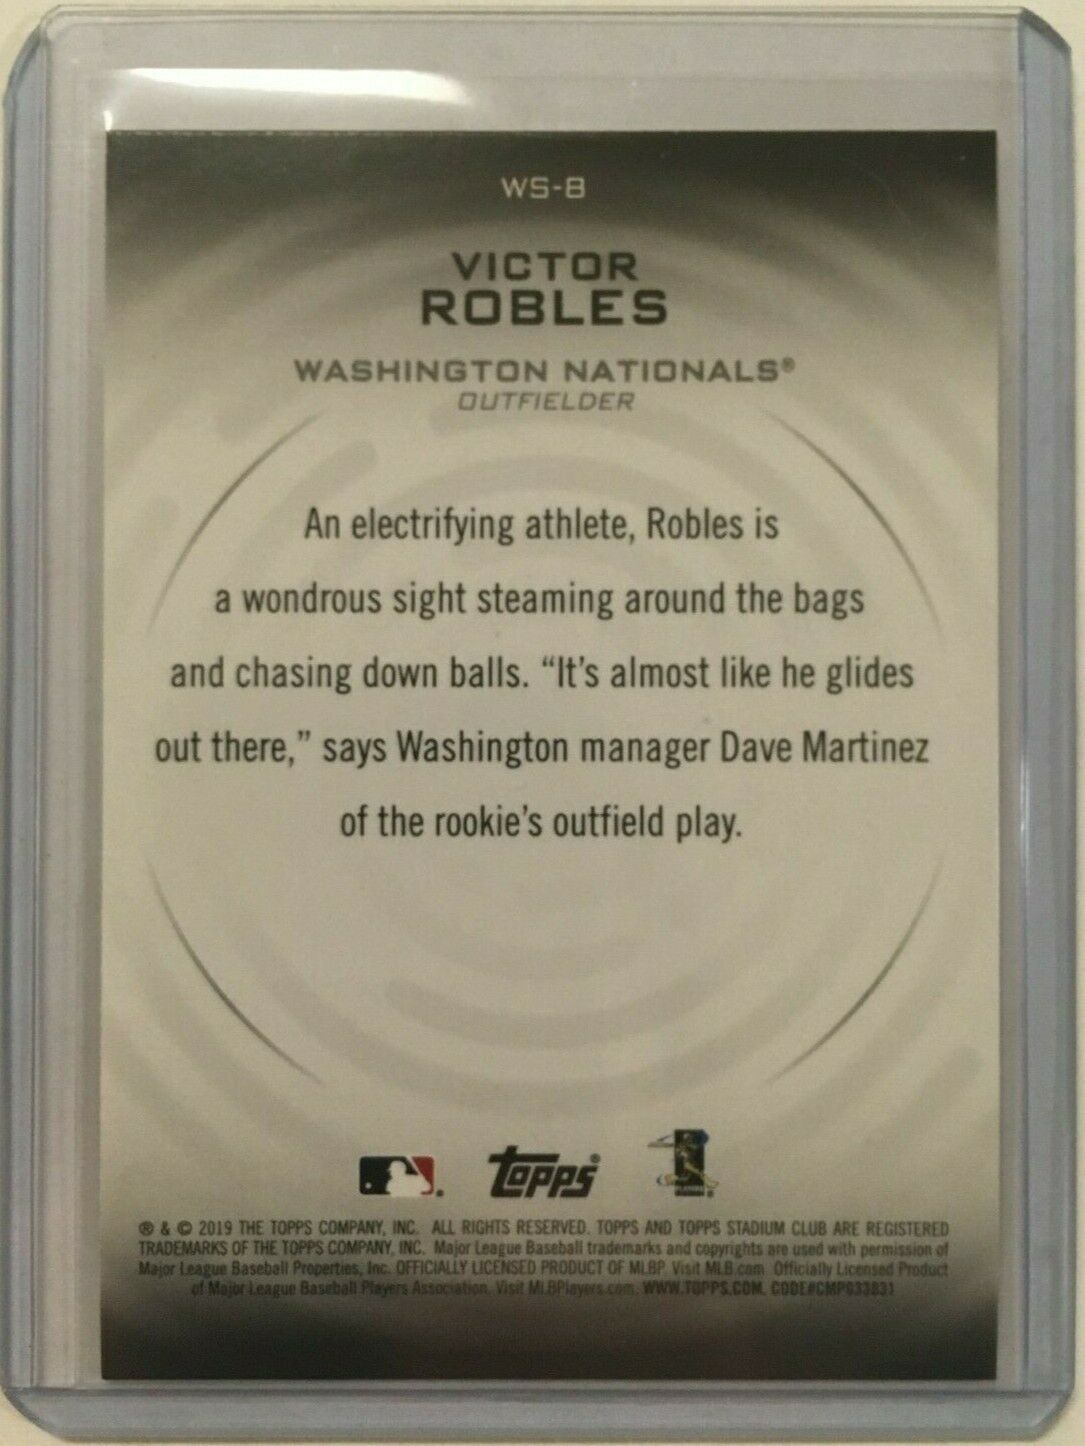 WS-8
VICTOR
ROBLES
WASHINGTON NATIONALS®
OUTFIELDER
An electrifying athlete, Robles is
a wondrous sight steaming around the bags
and chasing down balls. “It’s almost like he glides
out there,” says Washington manager Dave Martinez
of the rookie’s outfield play.
Topps®
® & © 2019 THE TOPPS COMPANY, INC. ALL RIGHTS RESERVED. TOPPS AND TOPPS STADIUM CLUB ARE REGISTERED
TRADEMARKS OF THE TOPPS COMPANY, INC. Major League Baseball trademarks and copyrights are used with permission of
Major League Baseball Properties, Inc. OFFICIALLY LICENSED PRODUCT OF MLBP. Visit MLB.com Officially Licensed Product
of Major League Baseball Players Association. Visit MLBPlayers.com. WWW.TOPPS.COM. CODE#CMP033831